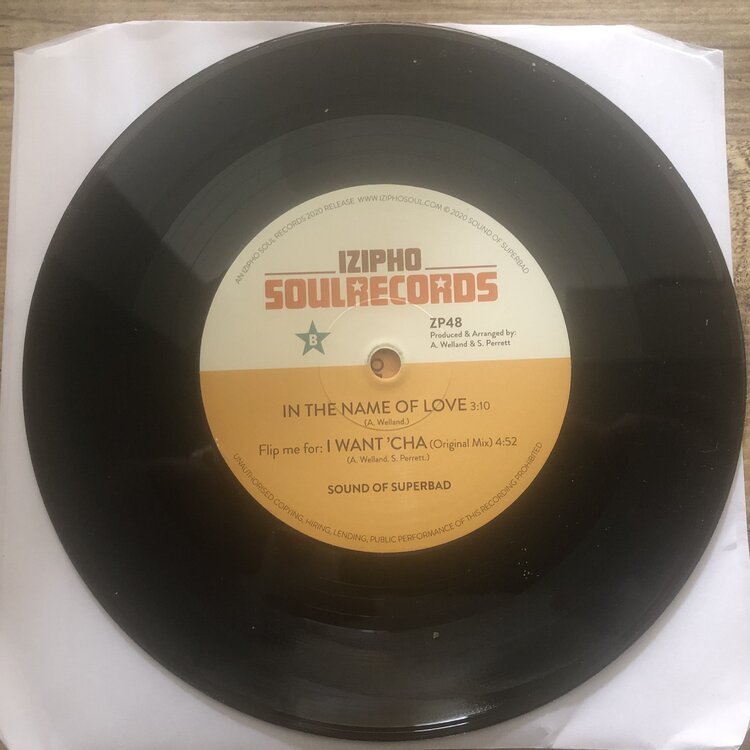 AN IZIPHO SOUL RECORDS 2020 RELEASE WWW.IZIPHOSOUL.COM © 2020 SOUND OF SUPERBAD
IZIPHO
SOULRECORDS
B
ZP48
Produced & Arranged by:
A. Welland & S. Perrett
IN THE NAME OF LOVE 3:10
(A. Welland.)
Flip me for: I WANT 'CHA (Original Mix) 4:52
(A. Welland. S. Perrett.)
SOUND OF SUPERBAD
UNAUTHORISED COPYING, HIRING, LENDING, PUBLIC PERFORMANCE OF THIS RECORDING PROHIBITED